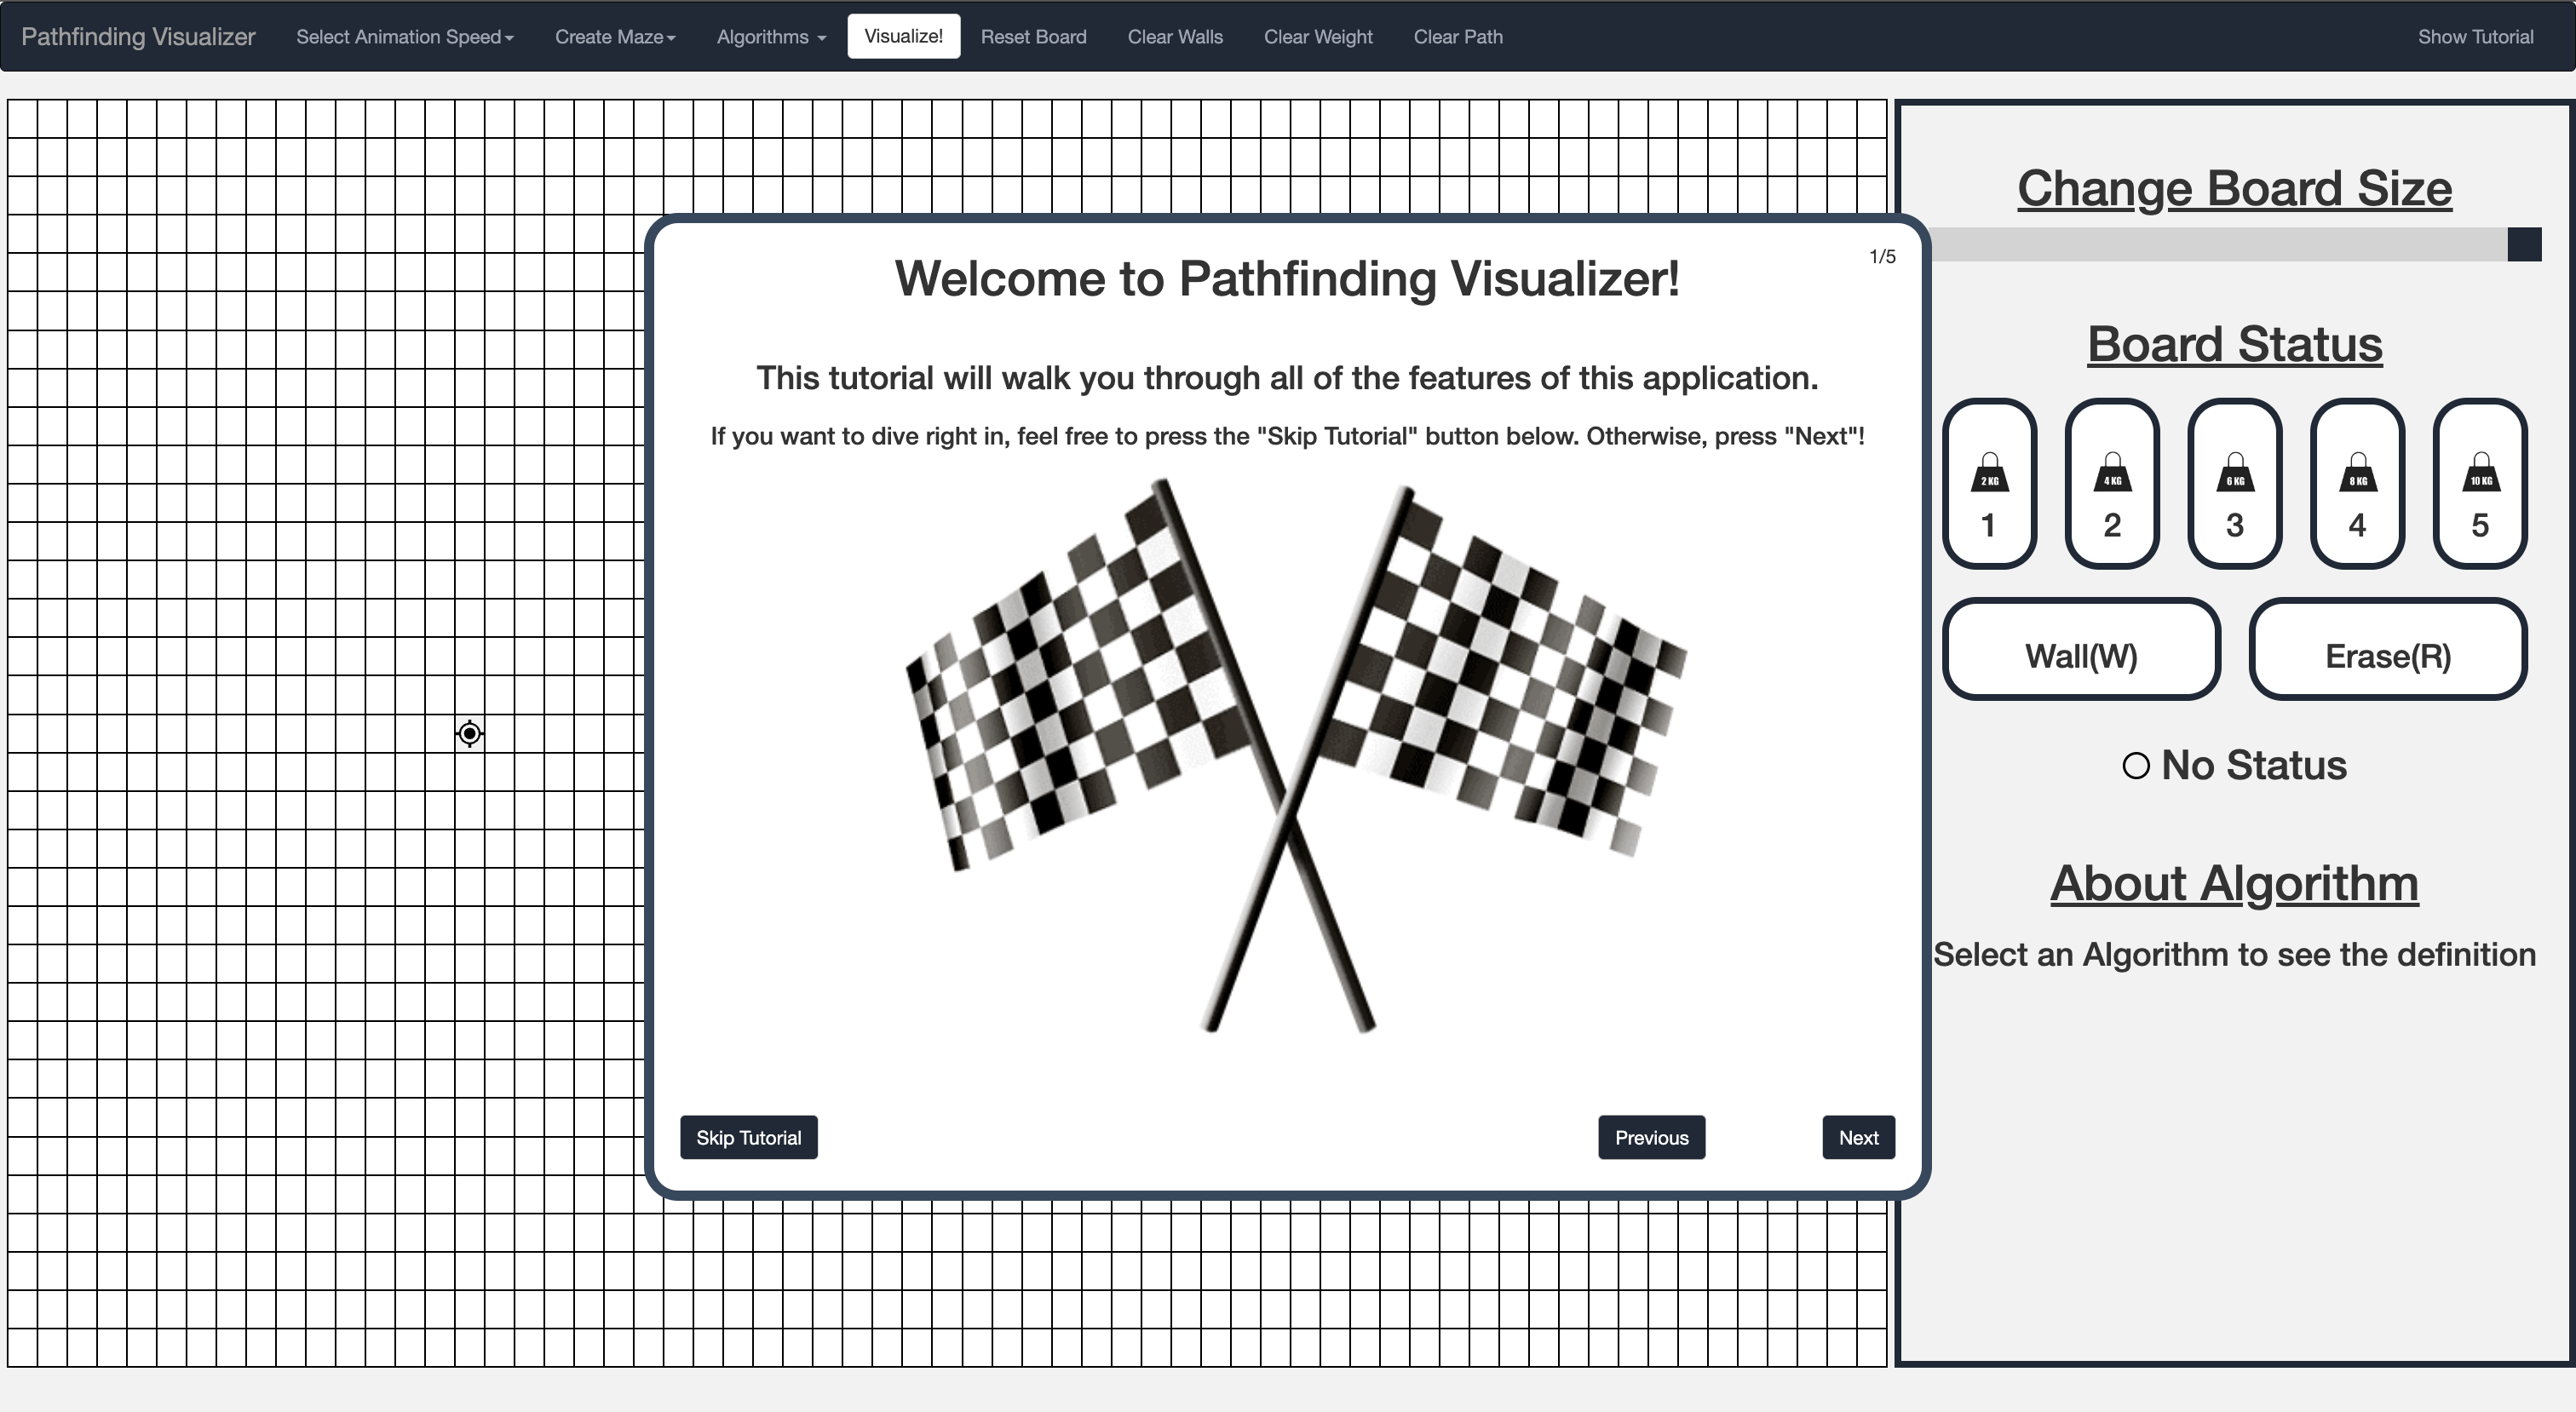 Pathfinding Visualizer Select Animation Speed Create Maze Algorithms Visualize! Reset Board Clear Walls Clear Weight Clear Path Show Tutorial
1/5
Welcome to Pathfinding Visualizer!
This tutorial will walk you through all of the features of this application.
If you want to dive right in, feel free to press the "Skip Tutorial" button below. Otherwise, press "Next"!
Skip Tutorial Previous Next
Change Board Size
Board Status
2 KG 4 KG 6 KG 8 KG 10 KG
1 2 3 4 5
Wall(W) Erase(R)
No Status
About Algorithm
Select an Algorithm to see the definition